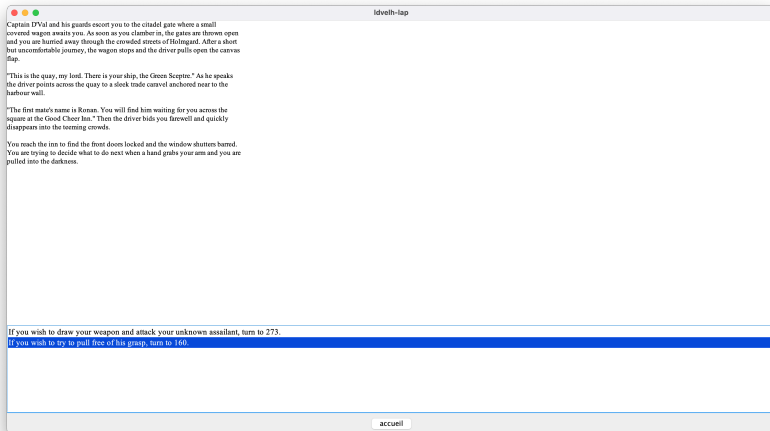 ldvelh-lap
Captain D'Val and his guards escort you to the citadel gate where a small
covered wagon awaits you. As soon as you clamber in, the gates are thrown open
and you are hurried away through the crowded streets of Holmgard. After a short
but uncomfortable journey, the wagon stops and the driver pulls open the canvas
flap.
"This is the quay, my lord. There is your ship, the Green Sceptre." As he speaks
the driver points across the quay to a sleek trade caravel anchored near to the
harbour wall.
"The first mate's name is Ronan. You will find him waiting for you across the
square at the Good Cheer Inn." Then the driver bids you farewell and quickly
disappears into the teeming crowds.
You reach the inn to find the front doors locked and the window shutters barred.
You are trying to decide what to do next when a hand grabs your arm and you are
pulled into the darkness.
If you wish to draw your weapon and attack your unknown assailant, turn to 273.
If you wish to try to pull free of his grasp, turn to 160.
accueil